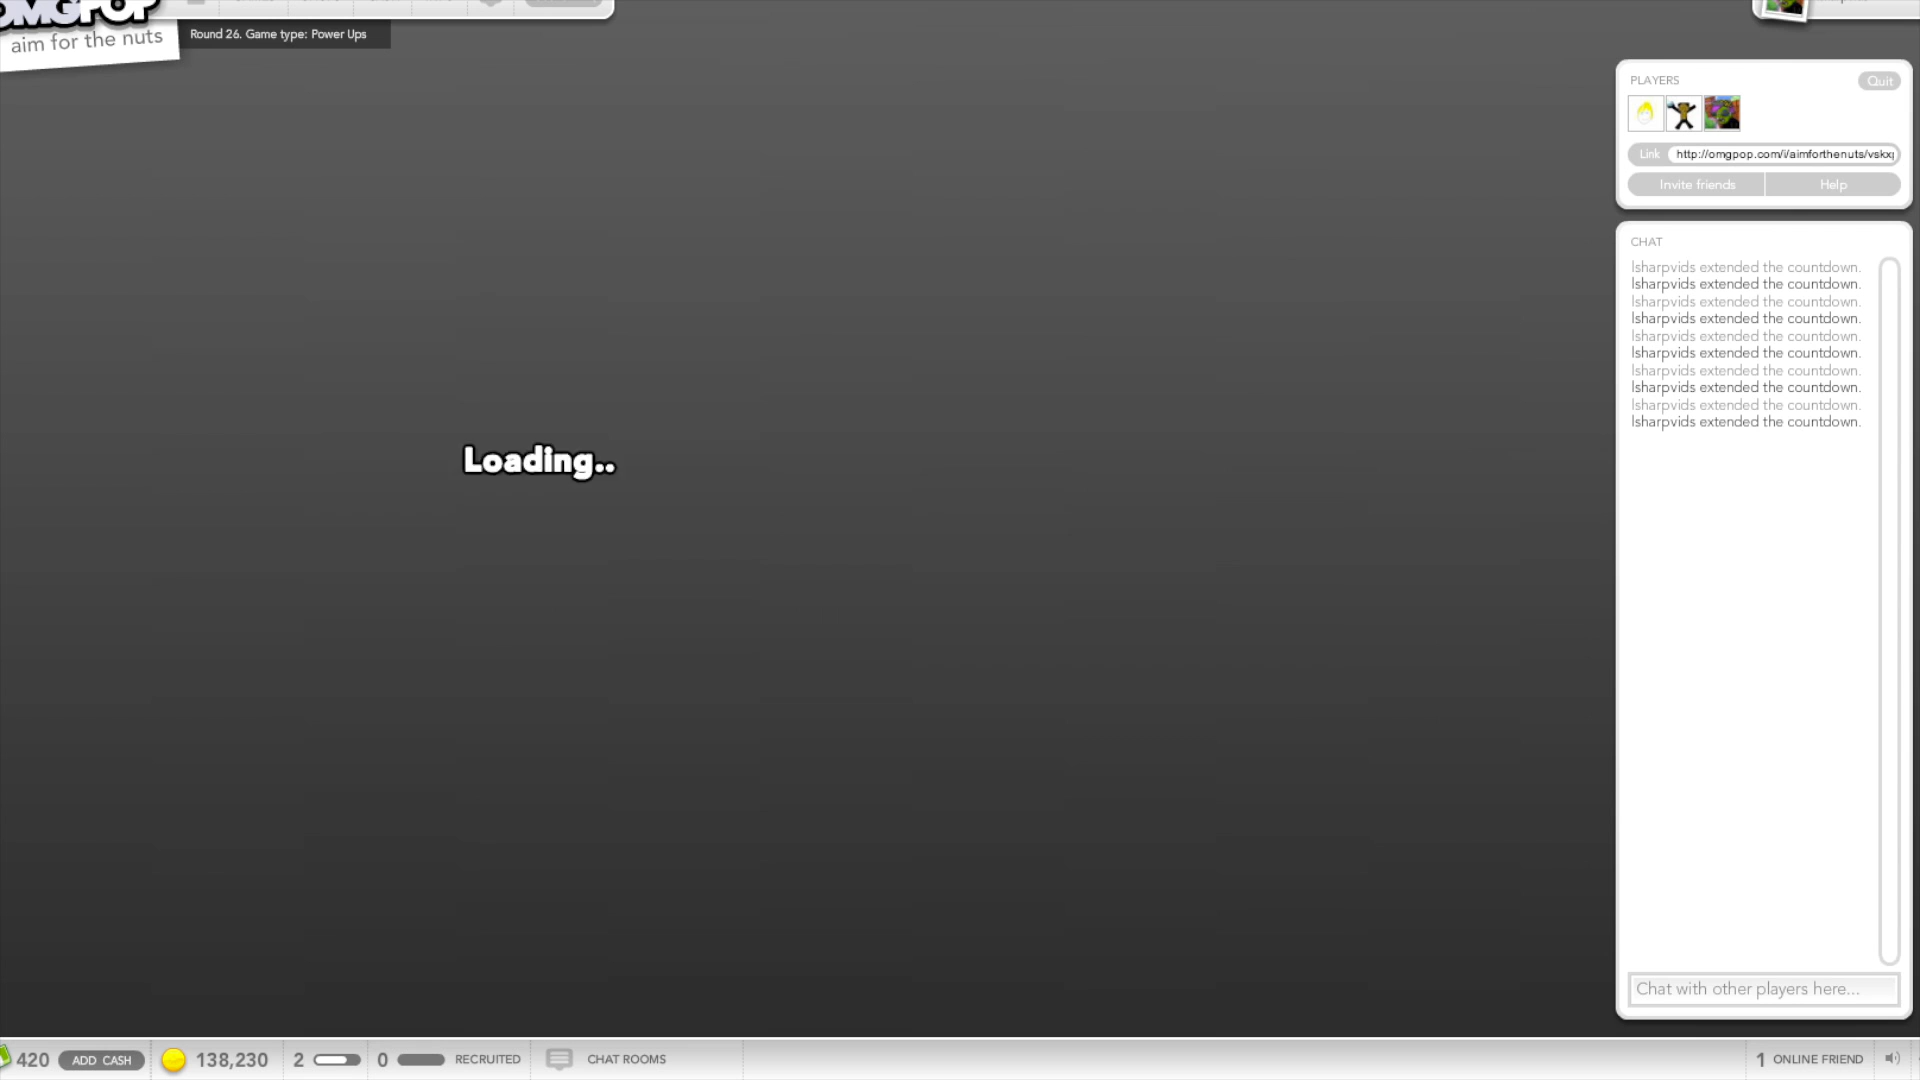 OMGPOP
aim for the nuts
Round 26. Game type: Power Ups
PLAYERS
Quit
Link http://omgpop.com/i/aimforthenuts/vskx
Invite friends
Help
CHAT
lsharpvids extended the countdown.
lsharpvids extended the countdown.
lsharpvids extended the countdown.
lsharpvids extended the countdown.
lsharpvids extended the countdown.
lsharpvids extended the countdown.
lsharpvids extended the countdown.
lsharpvids extended the countdown.
lsharpvids extended the countdown.
lsharpvids extended the countdown.
Loading..
Chat with other players here...
420 ADD CASH 138,230 2 0 RECRUITED CHAT ROOMS 1 ONLINE FRIEND